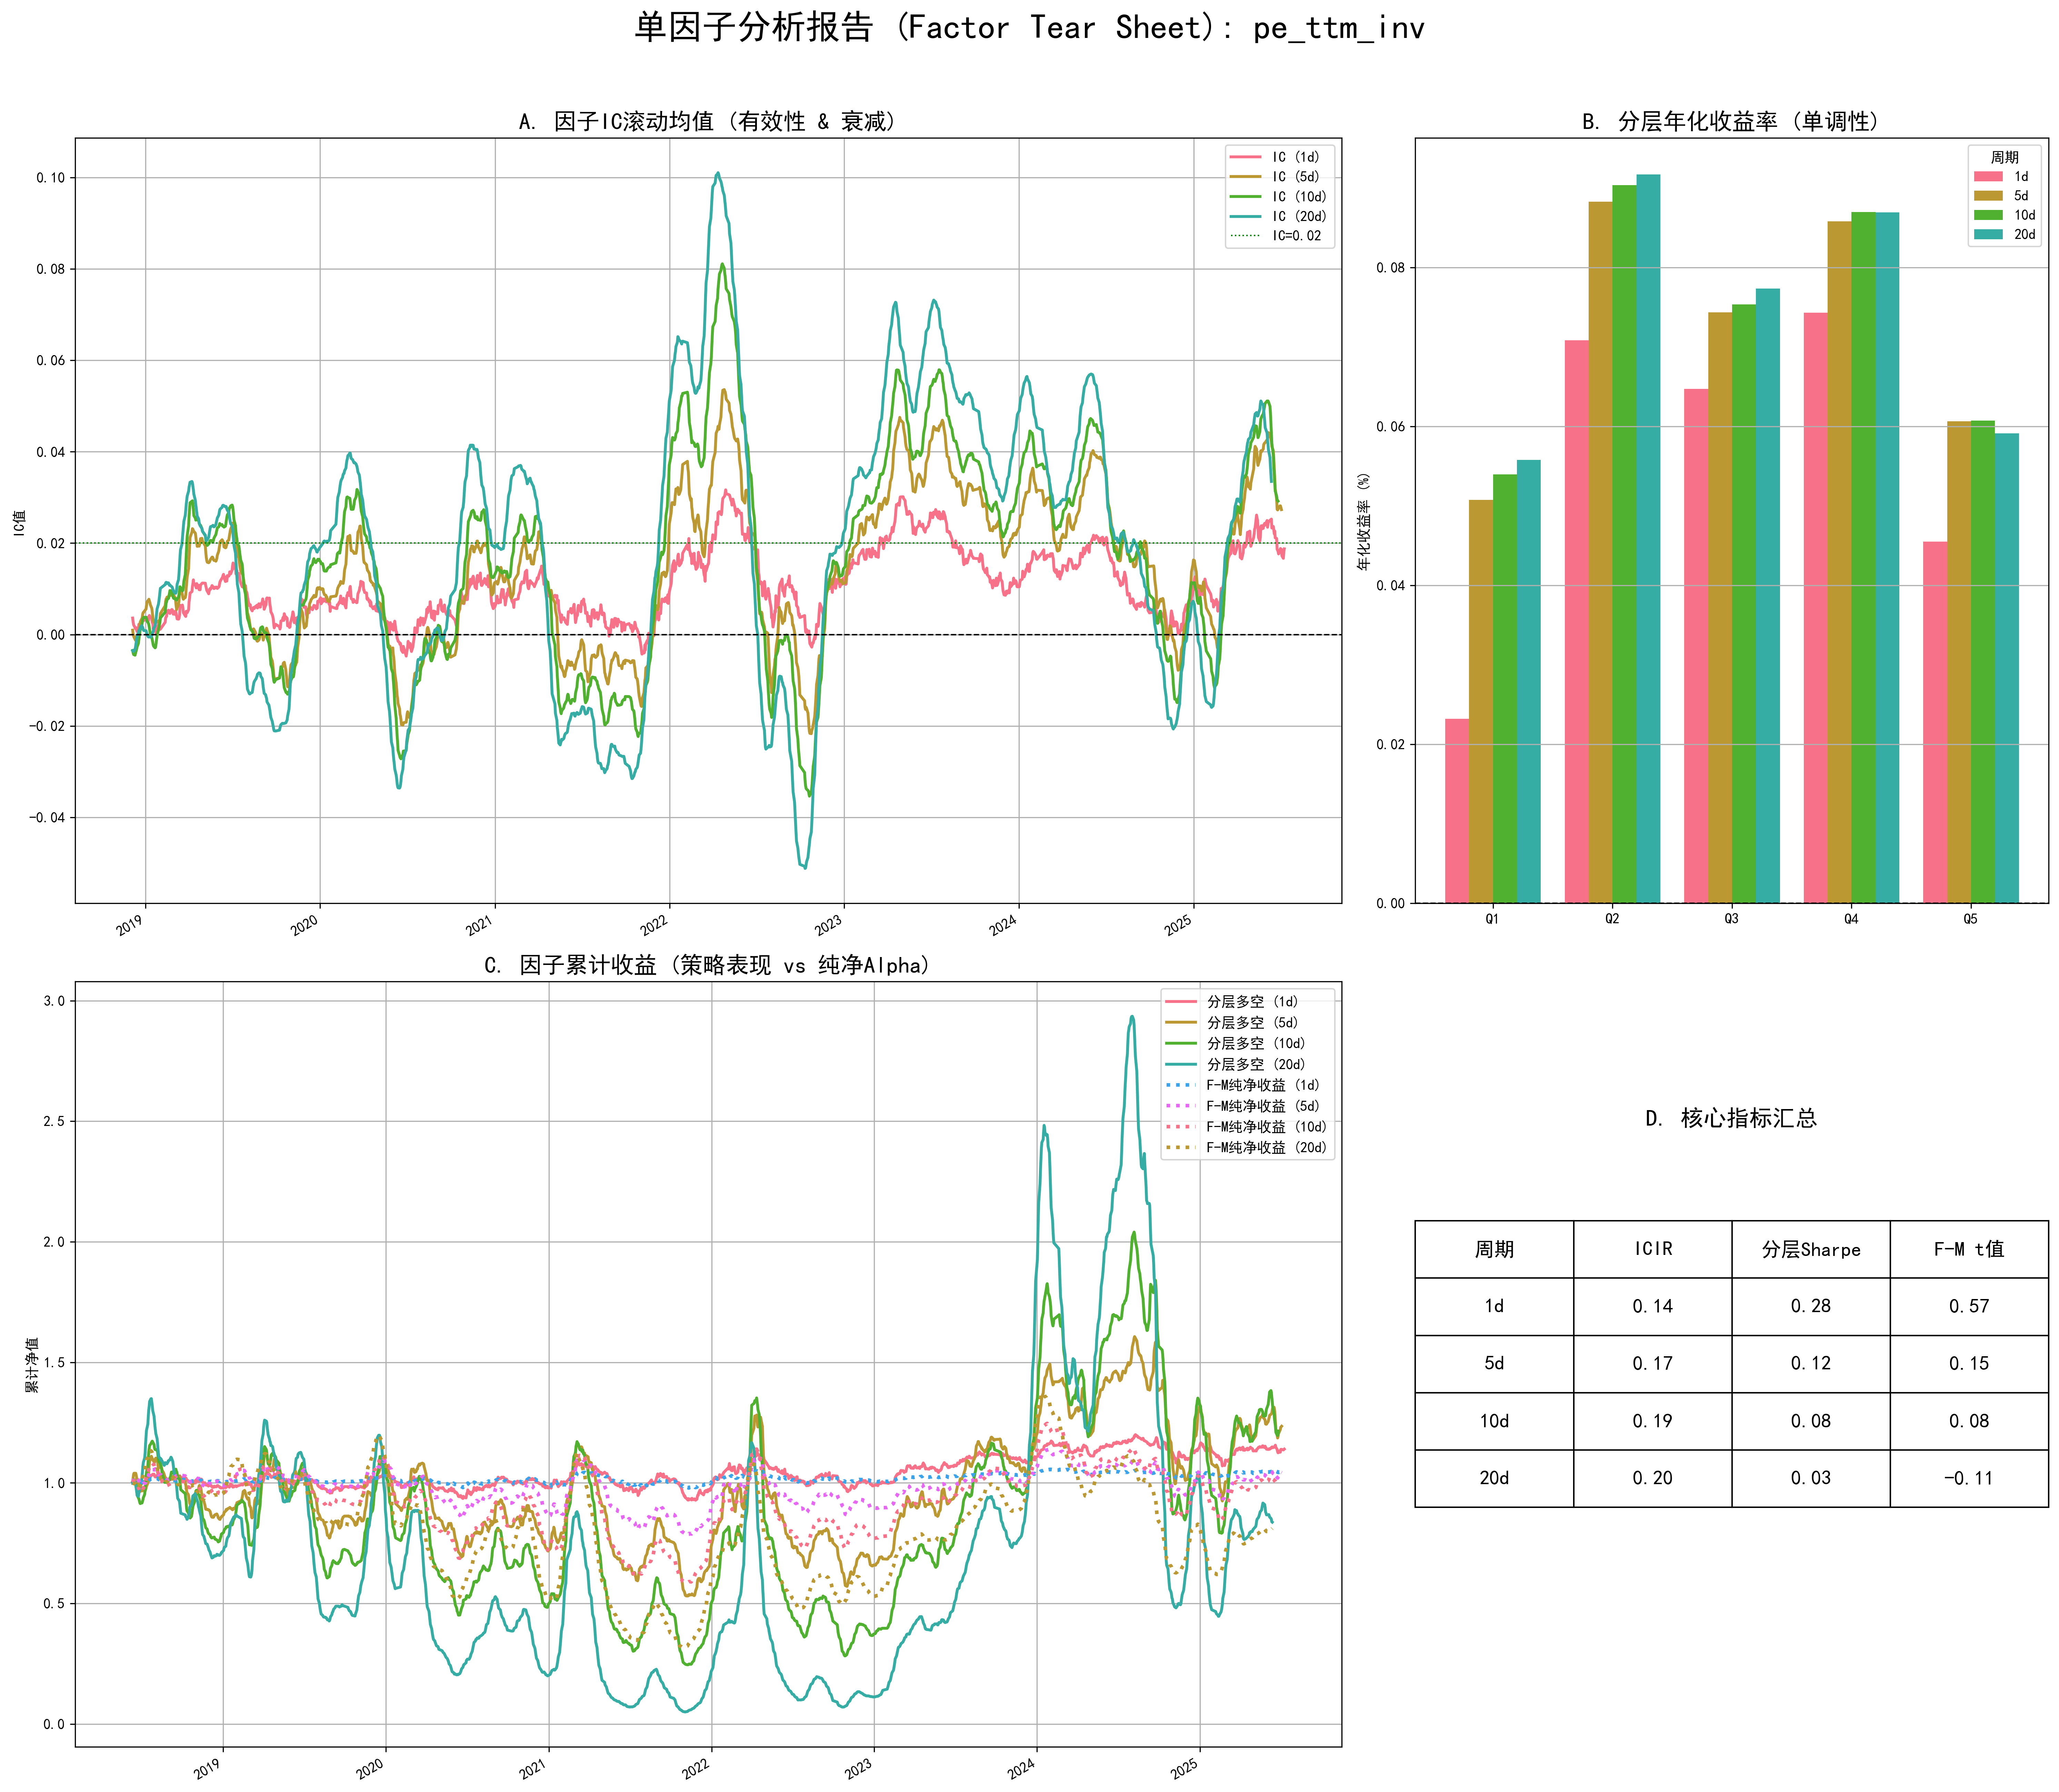 单因子分析报告 (Factor Tear Sheet): pe_ttm_inv
A. 因子IC滚动均值 (有效性 & 衰减)
IC值
0.10
0.08
0.06
0.04
0.02
0.00
-0.02
-0.04
IC (1d)
IC (5d)
IC (10d)
IC (20d)
IC=0.02
2019
2020
2021
2022
2023
2024
2025
B. 分层年化收益率 (单调性)
年化收益率 (%)
0.08
0.06
0.04
0.02
0.00
周期
1d
5d
10d
20d
Q1
Q2
Q3
Q4
Q5
C. 因子累计收益 (策略表现 vs 纯净Alpha)
累计净值
3.0
2.5
2.0
1.5
1.0
0.5
0.0
分层多空 (1d)
分层多空 (5d)
分层多空 (10d)
分层多空 (20d)
F-M纯净收益 (1d)
F-M纯净收益 (5d)
F-M纯净收益 (10d)
F-M纯净收益 (20d)
2019
2020
2021
2022
2023
2024
2025
D. 核心指标汇总
周期 ICIR 分层Sharpe F-M t值
1d 0.14 0.28 0.57
5d 0.17 0.12 0.15
10d 0.19 0.08 0.08
20d 0.20 0.03 -0.11